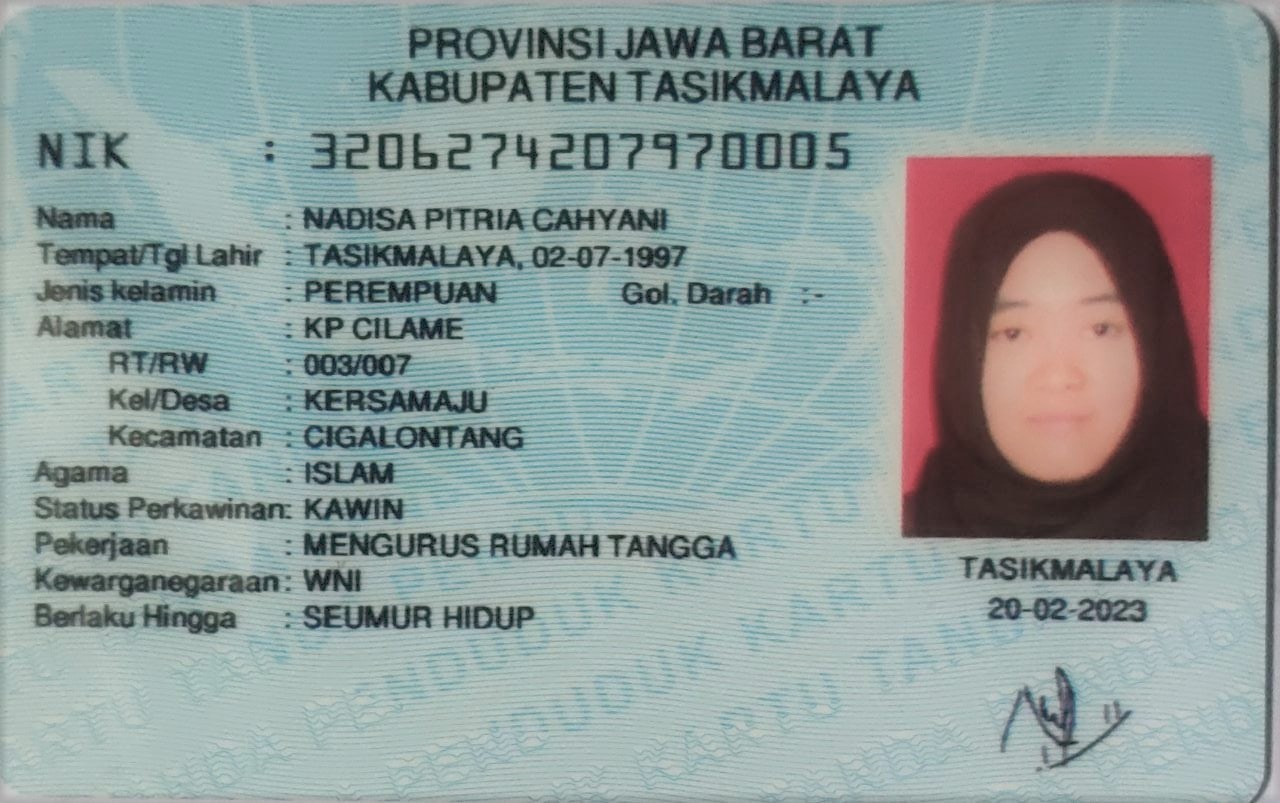 PROVINSI JAWA BARAT
KABUPATEN TASIKMALAYA
NIK : 3206274207970005
Nama : NADISA PITRIA CAHYANI
Tempat/Tgl Lahir : TASIKMALAYA, 02-07-1997
Jenis kelamin : PEREMPUAN Gol. Darah :-
Alamat : KP CILAME
RT/RW : 003/007
Kel/Desa : KERSAMAJU
Kecamatan : CIGALONTANG
Agama : ISLAM
Status Perkawinan: KAWIN
Pekerjaan : MENGURUS RUMAH TANGGA
Kewarganegaraan: WNI
Berlaku Hingga : SEUMUR HIDUP
TASIKMALAYA
20-02-2023